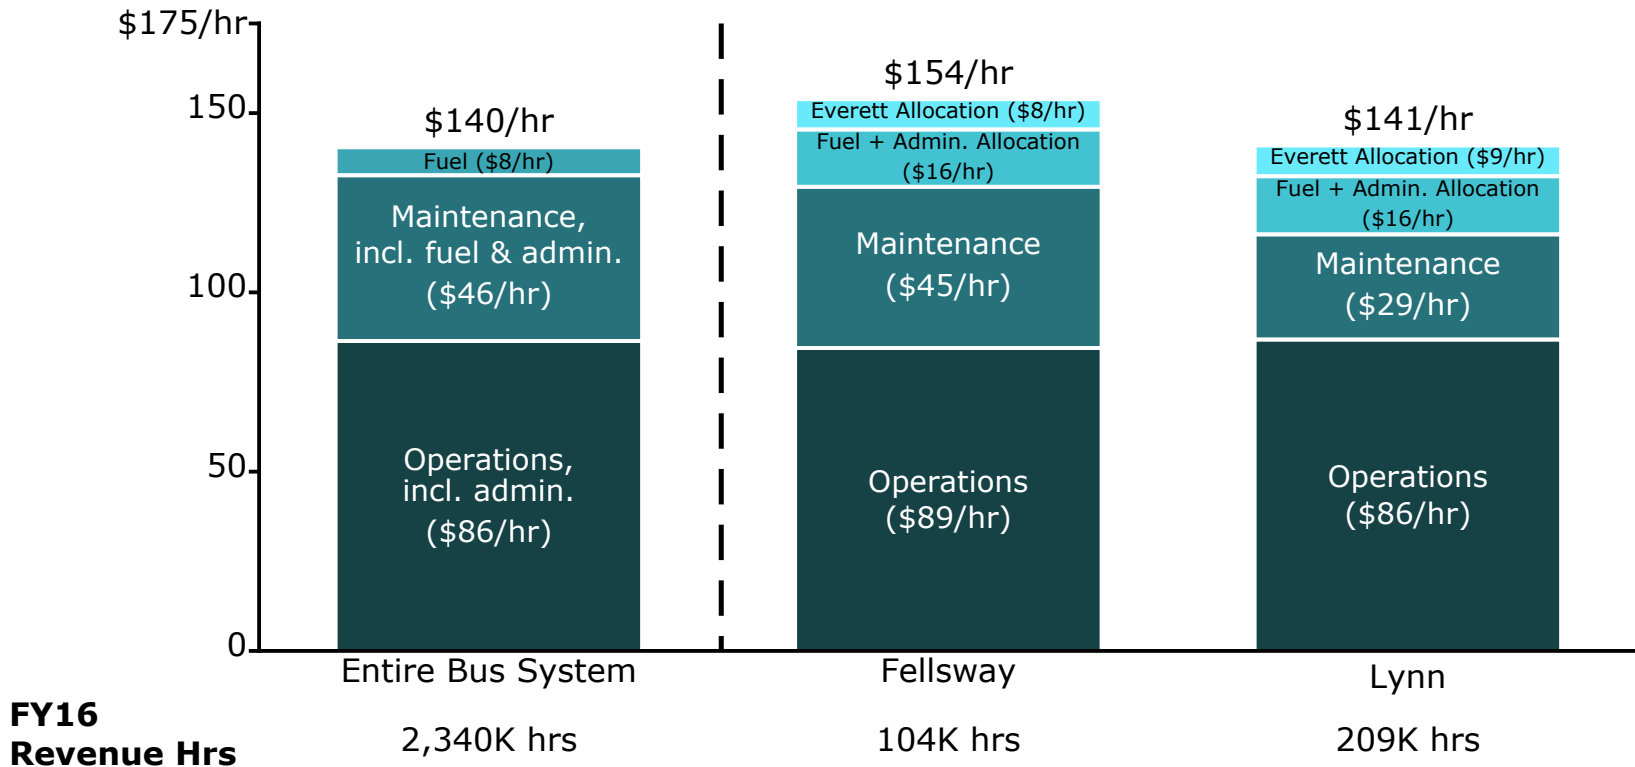 $175/hr
150
100
50
0
$140/hr
Fuel ($8/hr)
Maintenance,
incl. fuel & admin.
($46/hr)
Operations,
incl. admin.
($86/hr)
Entire Bus System
$154/hr
Everett Allocation ($8/hr)
Fuel + Admin. Allocation
($16/hr)
Maintenance
($45/hr)
Operations
($89/hr)
Fellsway
$141/hr
Everett Allocation ($9/hr)
Fuel + Admin. Allocation
($16/hr)
Maintenance
($29/hr)
Operations
($86/hr)
Lynn
FY16
Revenue Hrs
2,340K hrs
104K hrs
209K hrs